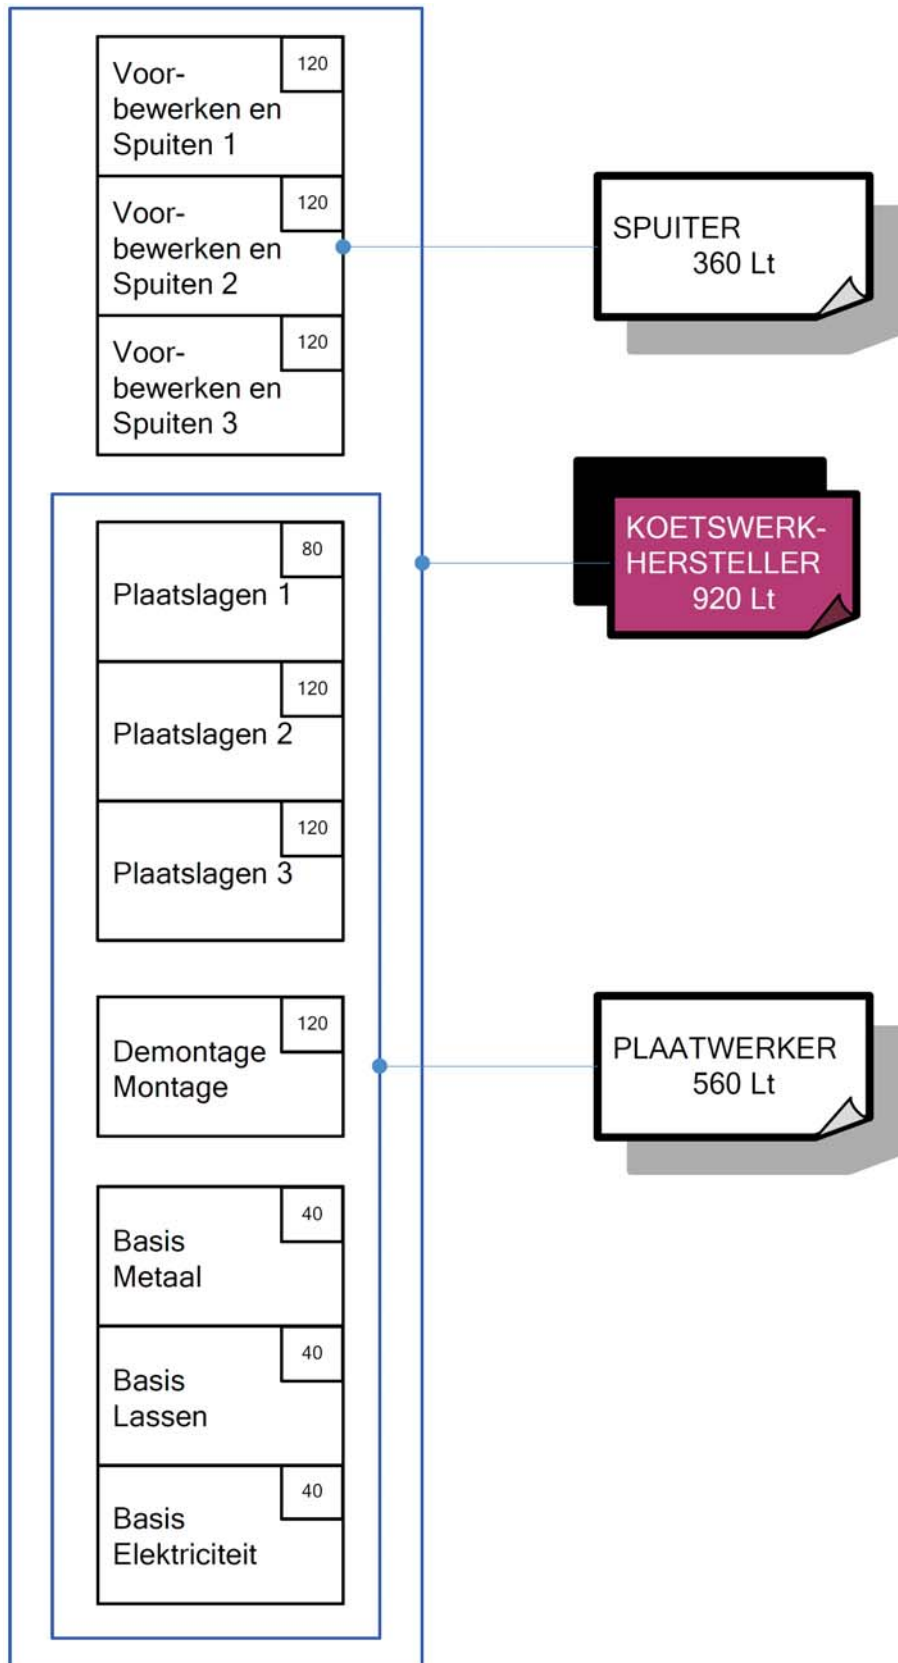 120
Voor-
bewerken en
Spuiten 1
120
Voor-
bewerken en
Spuiten 2
120
Voor-
bewerken en
Spuiten 3
SPUITER
360 Lt
80
Plaatslagen 1
120
Plaatslagen 2
120
Plaatslagen 3
KOETSWERK-
HERSTELLER
920 Lt
120
Demontage
Montage
PLAATWERKER
560 Lt
40
Basis
Metaal
40
Basis
Lassen
40
Basis
Elektriciteit